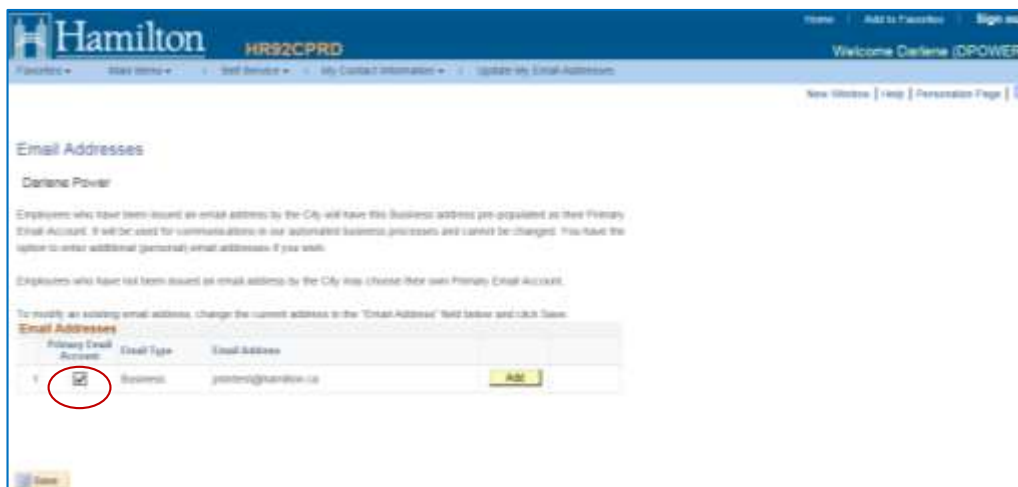 Home | Add to Favorites | Sign ou
Hamilton HR92CPRD
Welcome Darlene (DPOWER
Favorites Main Menu Self Service My Contact Information Update My Email Addresses
New Window | Help | Personalize Page |
Email Addresses
Darlene Power
Employees who have been issued an email address by the City will have this Business address pre-populated as their Primary
Email Account. It will be used for communications in our automated business processes and cannot be changed. You have the
option to enter additional (personal) email addresses if you wish.
Employees who have not been issued an email address by the City may choose their own Primary Email Account.
To modify an existing email address, change the current address in the "Email Address" field below and click Save.
Email Addresses
Primary Email
Account Email Type Email Address
1 Business Add
Save